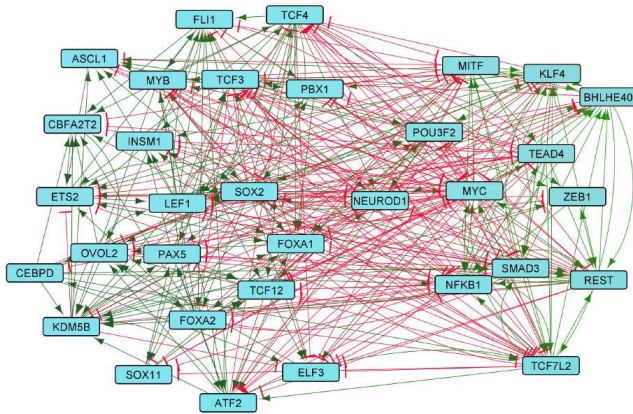 FLI1
TCF4
ASCL1
MYB
TCF3
PBX1
MITF
KLF4
BHLHE40
CBFA2T2
INSM1
POU3F2
TEAD4
ETS2
LEF1
SOX2
NEUROD1
MYC
ZEB1
OVOL2
PAX5
FOXA1
CEBPD
TCF12
NFKB1
SMAD3
REST
KDM5B
FOXA2
SOX11
ELF3
TCF7L2
ATF2